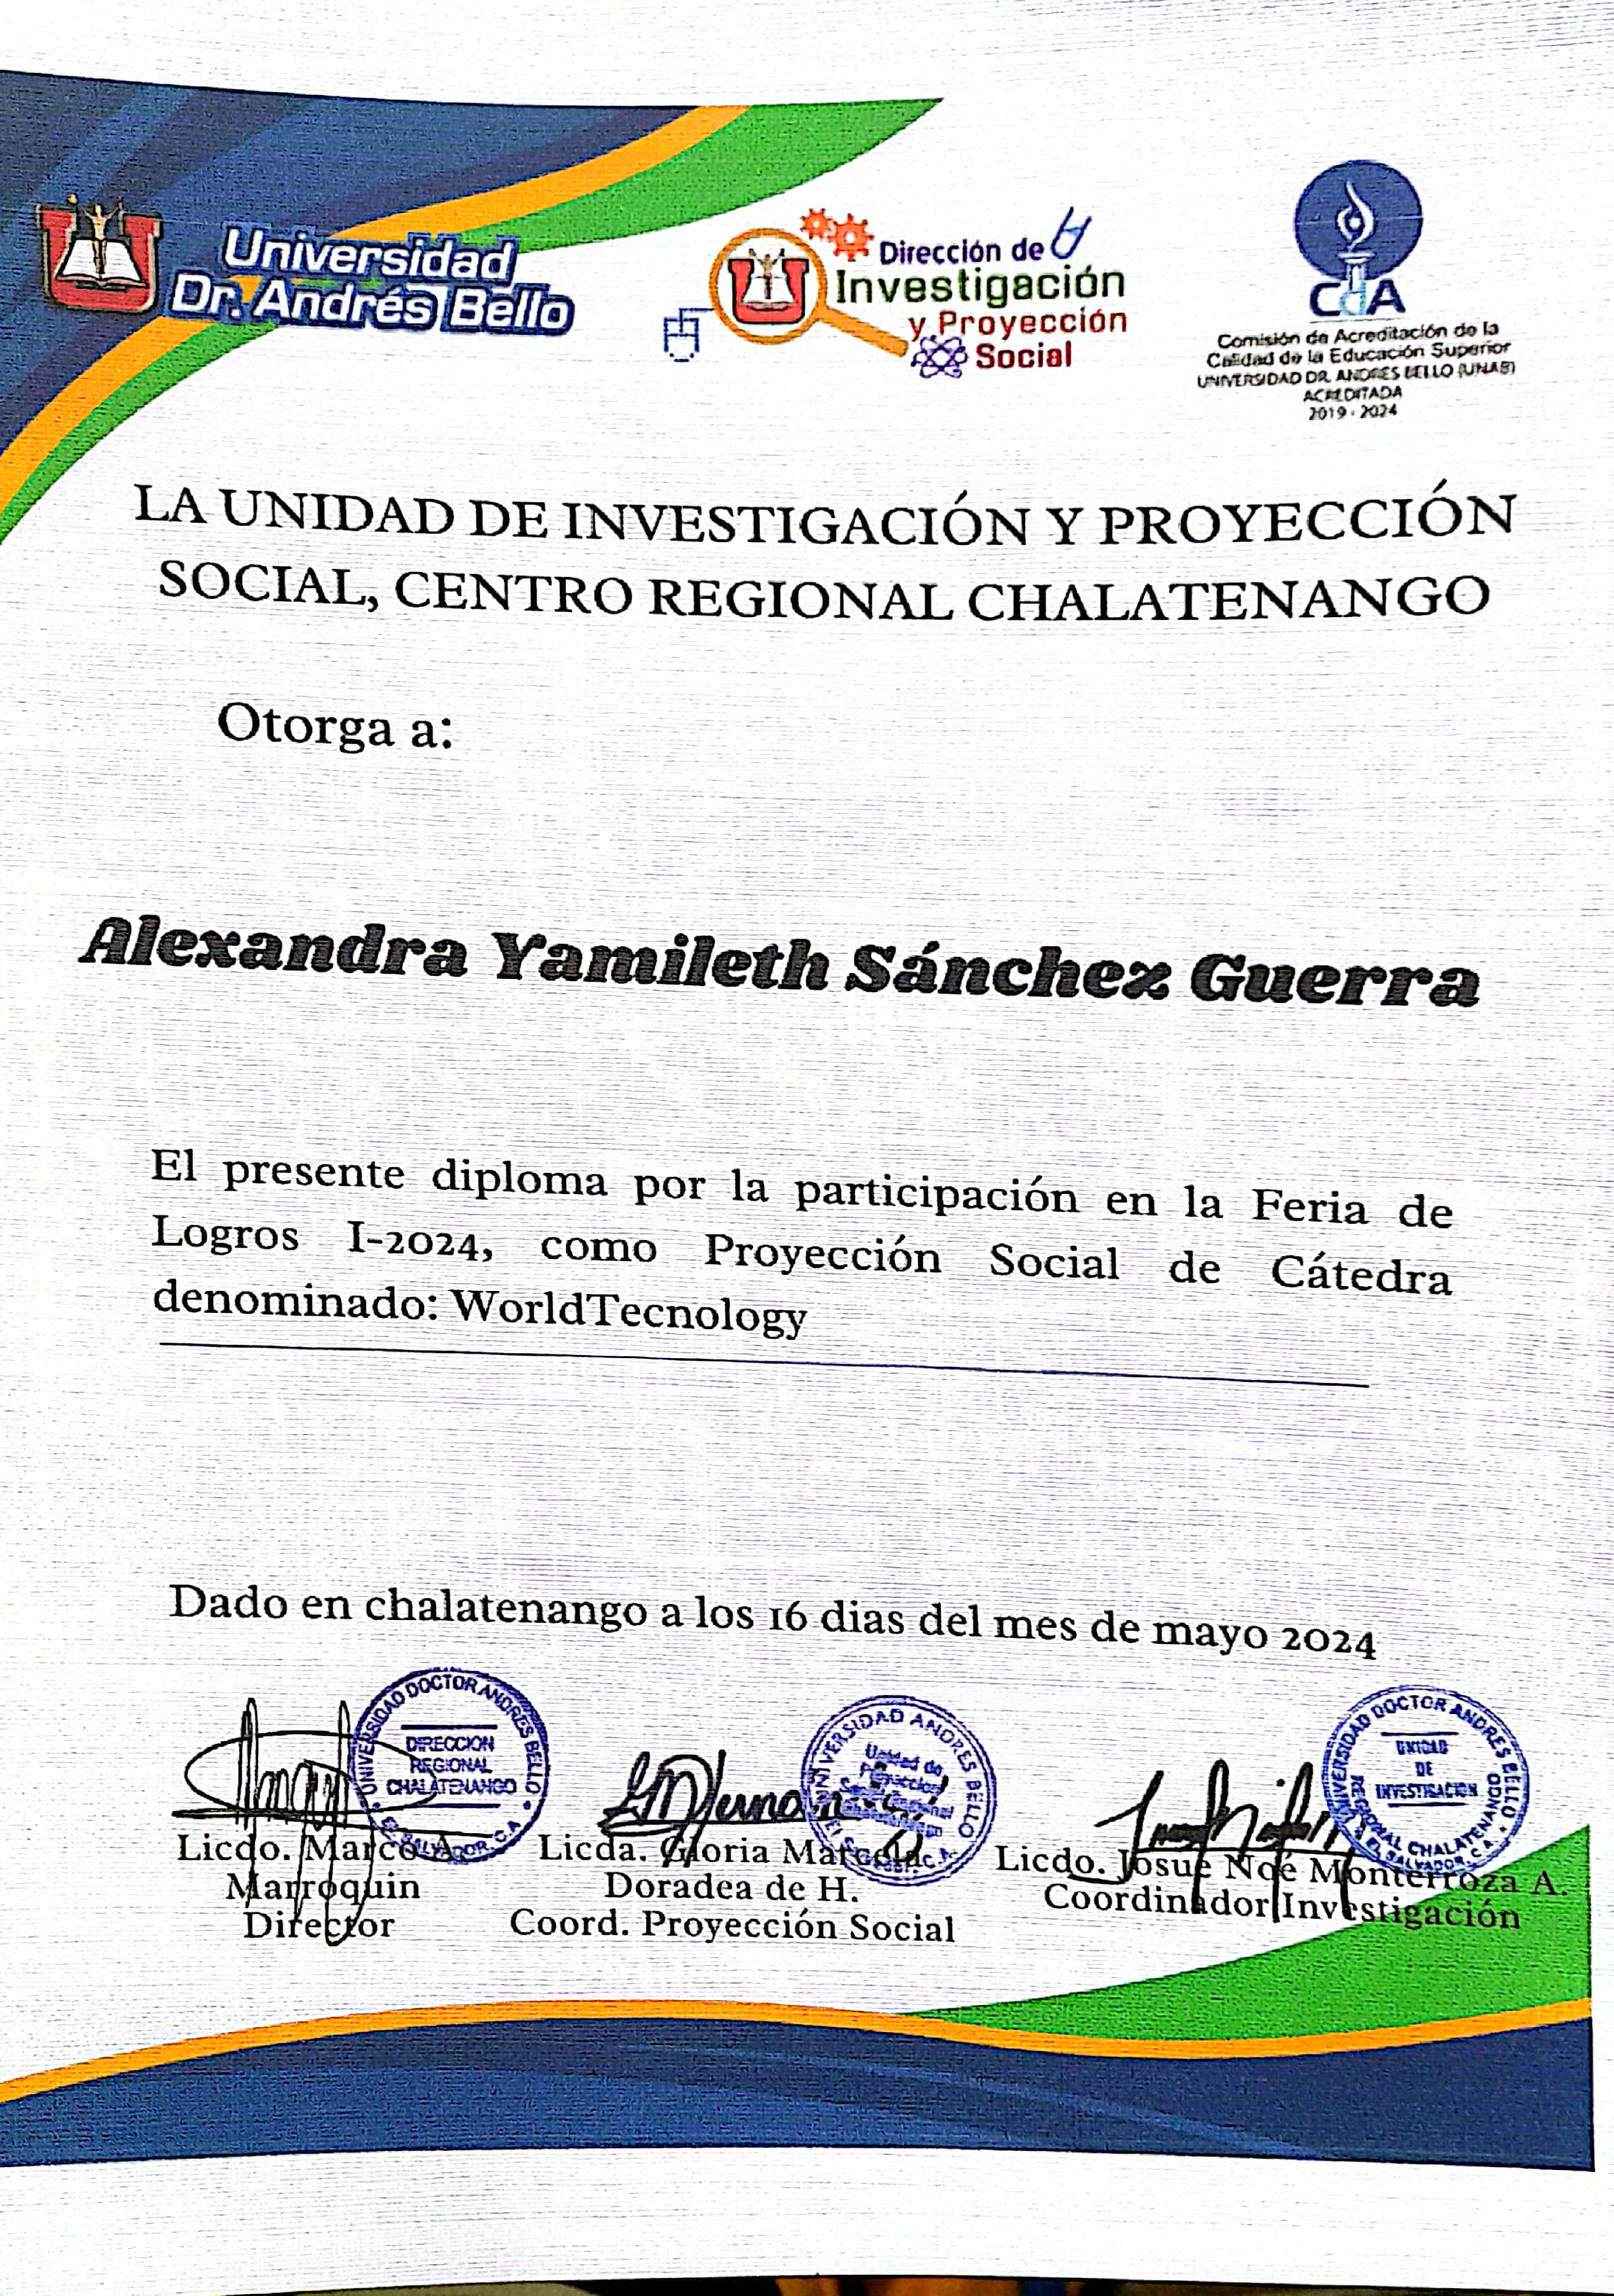 Universidad
Dr. Andrés Bello
Dirección de
Investigación
y Proyección
Social
CdA
Comisión de Acreditación de la
Calidad de la Educación Superior
UNIVERSIDAD DR. ANDRES BELLO (UNAB)
ACREDITADA
2019 - 2024
LA UNIDAD DE INVESTIGACIÓN Y PROYECCIÓN
SOCIAL, CENTRO REGIONAL CHALATENANGO
Otorga a:
Alexandra Yamileth Sánchez Guerra
El presente diploma por la participación en la Feria de
Logros I-2024, como Proyección Social de Cátedra
denominado: WorldTecnology
Dado en chalatenango a los 16 dias del mes de mayo 2024
UNIVERSIDAD DOCTOR ANDRES BELLO
DIRECCION
REGIONAL
CHALATENANGO
EL SALVADOR, C.A.
UNIVERSIDAD ANDRES BELLO
Unidad de
Proyeccion
Social Regional
UNIVERSIDAD DOCTOR ANDRES BELLO
UNIDAD
DE
INVESTIGACION
REGIONAL CHALATENANGO
EL SALVADOR, C.A.
Licdo. Marco A.
Marroquin
Director
Licda. Gloria Marcela
Doradea de H.
Coord. Proyección Social
Licdo. Josue Noé Monterroza A.
Coordinador Investigación